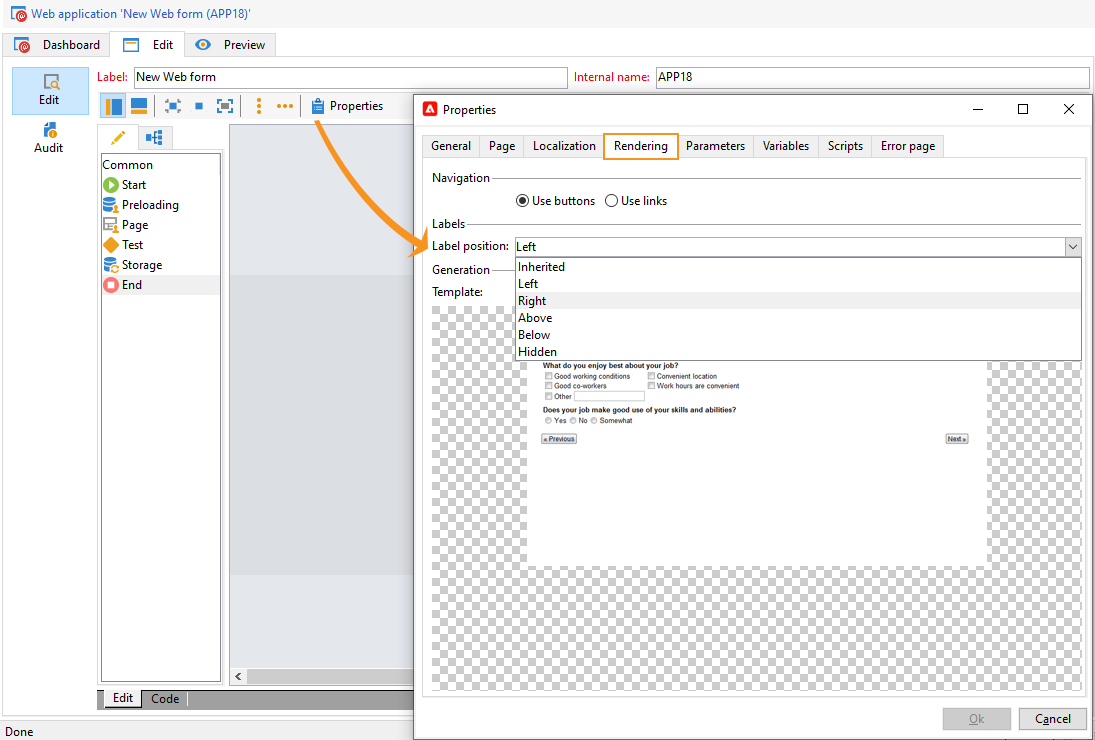 Web application 'New Web form (APP18)'
Dashboard Edit Preview
Label: New Web form Internal name: APP18
Edit
Audit
Properties
Common
Start
Preloading
Page
Test
Storage
End
Edit Code
Done
Properties
General Page Localization Rendering Parameters Variables Scripts Error page
Navigation
Use buttons Use links
Labels
Label position: Left
Inherited
Left
Right
Above
Below
Hidden
Generation
Template:
What do you enjoy best about your job?
Good working conditions Convenient location
Good co-workers Work hours are convenient
Other
Does your job make good use of your skills and abilities?
Yes No Somewhat
« Previous Next »
Ok Cancel